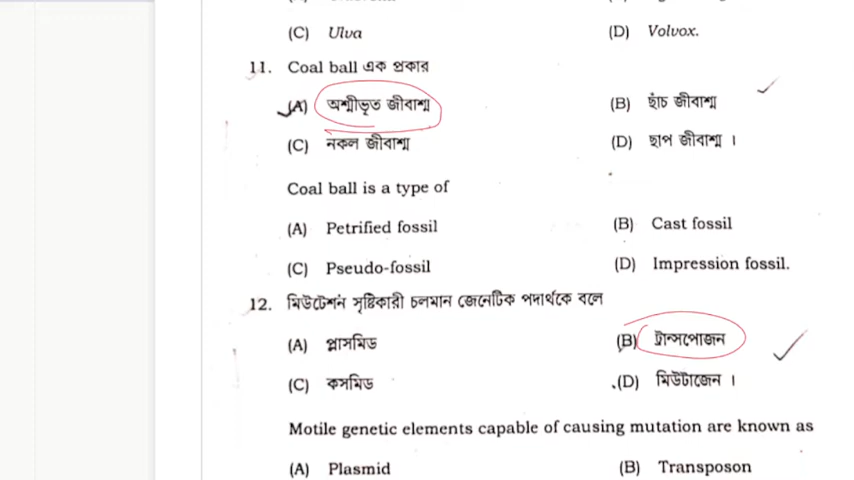 (C) Ulva (D) Volvox.
11. Coal ball এক প্রকার
(A) অশ্মীভূত জীবাশ্ম (B) ছাঁচ জীবাশ্ম
(C) নকল জীবাশ্ম (D) ছাপ জীবাশ্ম ।
Coal ball is a type of
(A) Petrified fossil (B) Cast fossil
(C) Pseudo-fossil (D) Impression fossil.
12. মিউটেশন সৃষ্টিকারী চলমান জেনেটিক পদার্থকে বলে
(A) প্লাসমিড (B) ট্রান্সপোজন
(C) কসমিড (D) মিউটাজেন ।
Motile genetic elements capable of causing mutation are known as
(A) Plasmid (B) Transposon